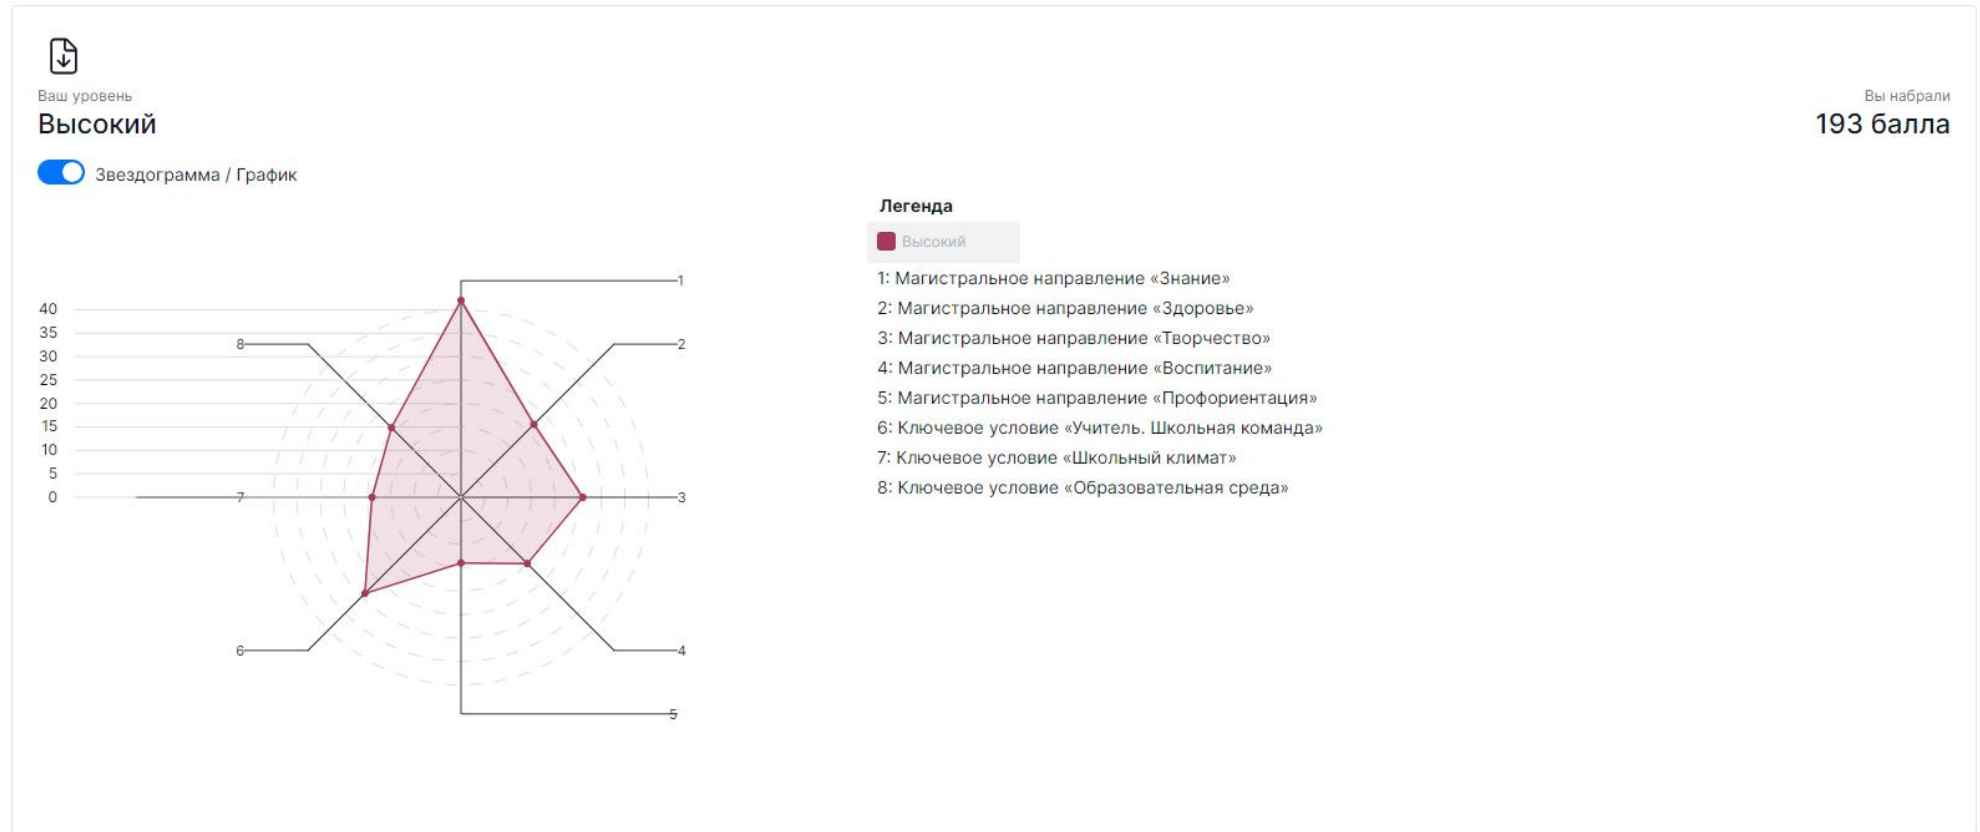 Ваш уровень
Высокий
Вы набрали
193 балла
Звездограмма / График
40
35
30
25
20
15
10
5
0
1
2
3
4
5
6
7
8
Легенда
Высокий
1: Магистральное направление «Знание»
2: Магистральное направление «Здоровье»
3: Магистральное направление «Творчество»
4: Магистральное направление «Воспитание»
5: Магистральное направление «Профориентация»
6: Ключевое условие «Учитель. Школьная команда»
7: Ключевое условие «Школьный климат»
8: Ключевое условие «Образовательная среда»